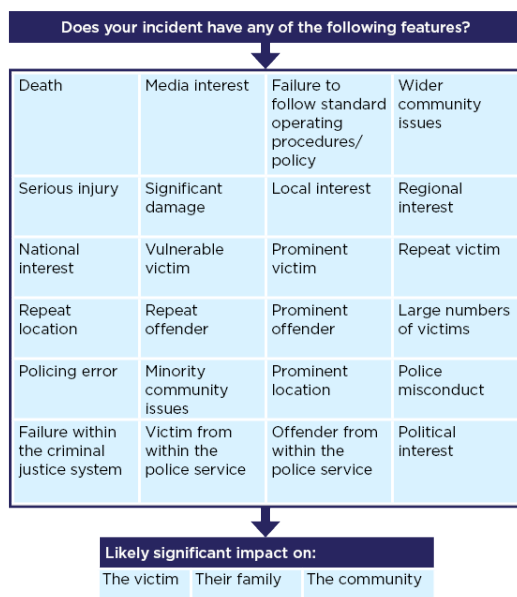 Does your incident have any of the following features?
Death
Media interest
Failure to
follow standard
operating
procedures/
policy
Wider
community
issues
Serious injury
Significant
damage
Local interest
Regional
interest
National
interest
Vulnerable
victim
Prominent
victim
Repeat victim
Repeat
location
Repeat
offender
Prominent
offender
Large numbers
of victims
Policing error
Minority
community
issues
Prominent
location
Police
misconduct
Failure within
the criminal
justice system
Victim from
within the
police service
Offender from
within the
police service
Political
interest
Likely significant impact on:
The victim
Their family
The community